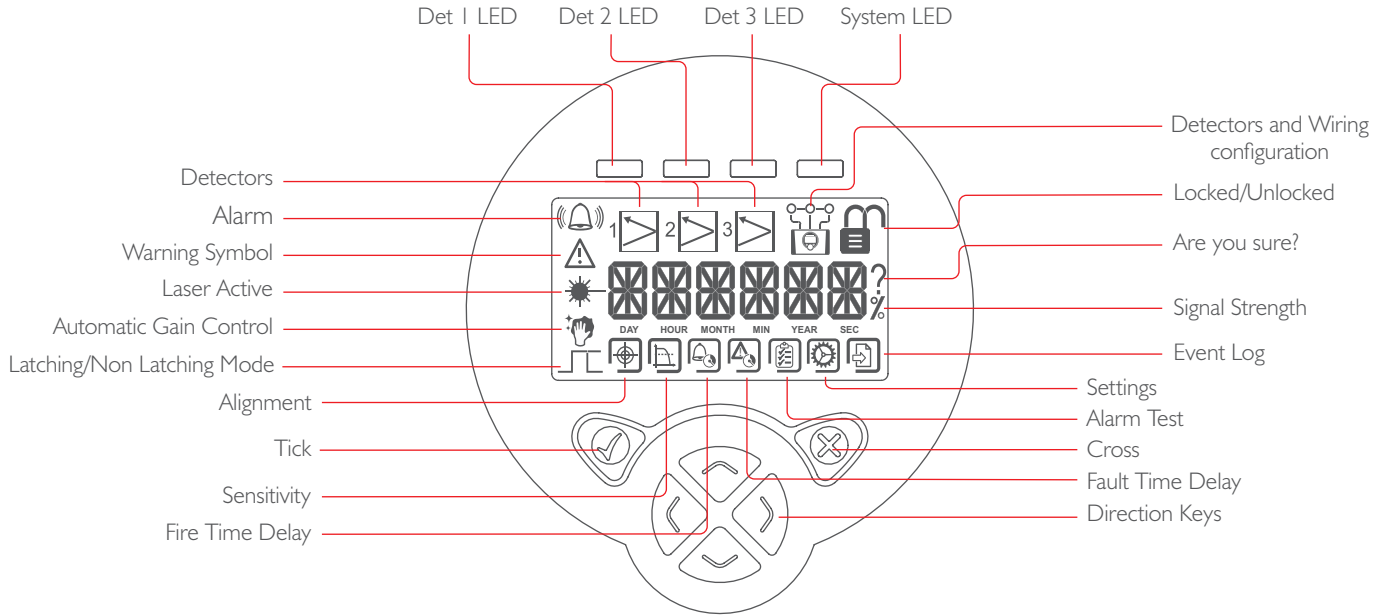 Det 1 LED
Det 2 LED
Det 3 LED
System LED
Detectors and Wiring
configuration
Detectors
Locked/Unlocked
Alarm
Are you sure?
Warning Symbol
Laser Active
Signal Strength
Automatic Gain Control
Event Log
Latching/Non Latching Mode
1
2
3
?
%
DAY HOUR MONTH MIN YEAR SEC
Settings
Alignment
Alarm Test
Tick
Cross
Sensitivity
Fault Time Delay
Fire Time Delay
Direction Keys